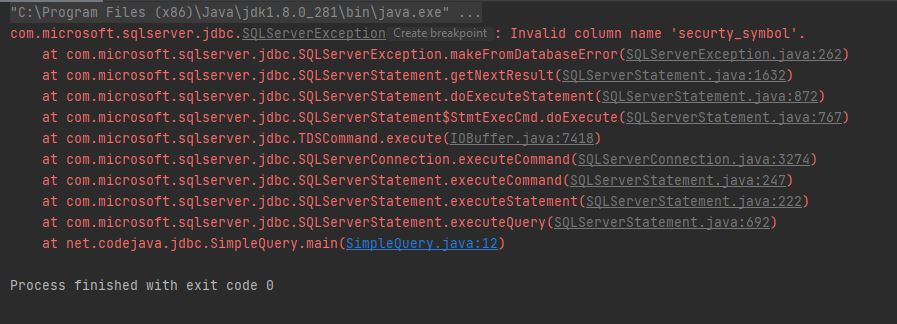 "C:\Program Files (x86)\Java\jdk1.8.0_281\bin\java.exe" ...
com.microsoft.sqlserver.jdbc.SQLServerException Create breakpoint : Invalid column name 'securty_symbol'.
at com.microsoft.sqlserver.jdbc.SQLServerException.makeFromDatabaseError(SQLServerException.java:262)
at com.microsoft.sqlserver.jdbc.SQLServerStatement.getNextResult(SQLServerStatement.java:1632)
at com.microsoft.sqlserver.jdbc.SQLServerStatement.doExecuteStatement(SQLServerStatement.java:872)
at com.microsoft.sqlserver.jdbc.SQLServerStatement$StmtExecCmd.doExecute(SQLServerStatement.java:767)
at com.microsoft.sqlserver.jdbc.TDSCommand.execute(IOBuffer.java:7418)
at com.microsoft.sqlserver.jdbc.SQLServerConnection.executeCommand(SQLServerConnection.java:3274)
at com.microsoft.sqlserver.jdbc.SQLServerStatement.executeCommand(SQLServerStatement.java:247)
at com.microsoft.sqlserver.jdbc.SQLServerStatement.executeStatement(SQLServerStatement.java:222)
at com.microsoft.sqlserver.jdbc.SQLServerStatement.executeQuery(SQLServerStatement.java:692)
at net.codejava.jdbc.SimpleQuery.main(SimpleQuery.java:12)
Process finished with exit code 0